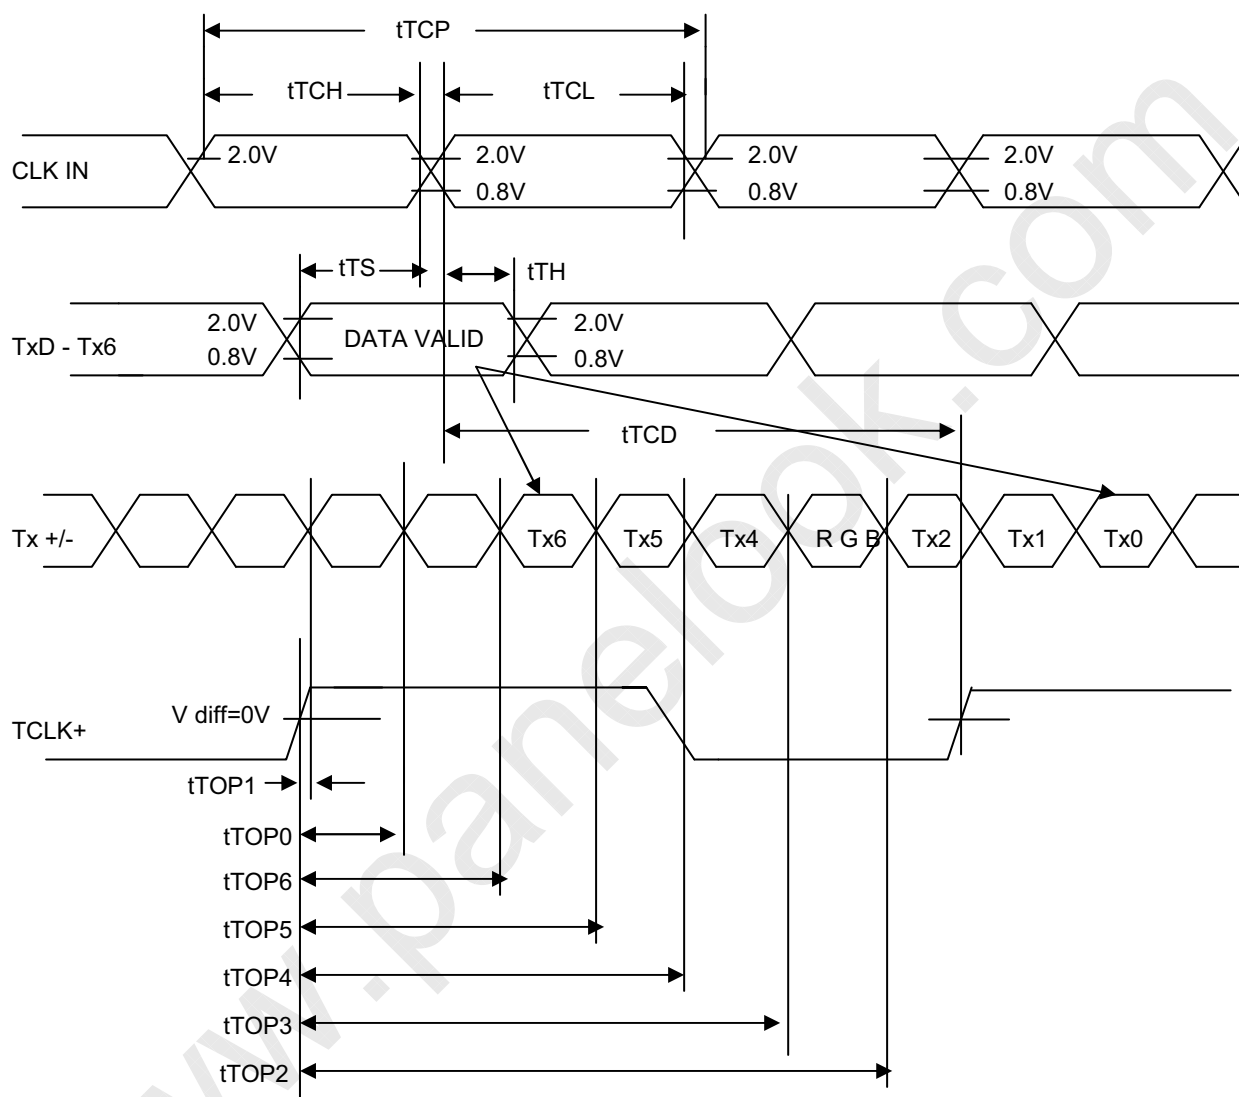 tTCP
tTCH
tTCL
CLK IN
2.0V
2.0V
2.0V
2.0V
0.8V
0.8V
0.8V
tTS
tTH
TxD - Tx6
2.0V
DATA VALID
2.0V
0.8V
0.8V
tTCD
Tx +/-
Tx6
Tx5
Tx4
R G B
Tx2
Tx1
Tx0
V diff=0V
TCLK+
tTOP1
tTOP0
tTOP6
tTOP5
tTOP4
tTOP3
tTOP2
www.panelook.com